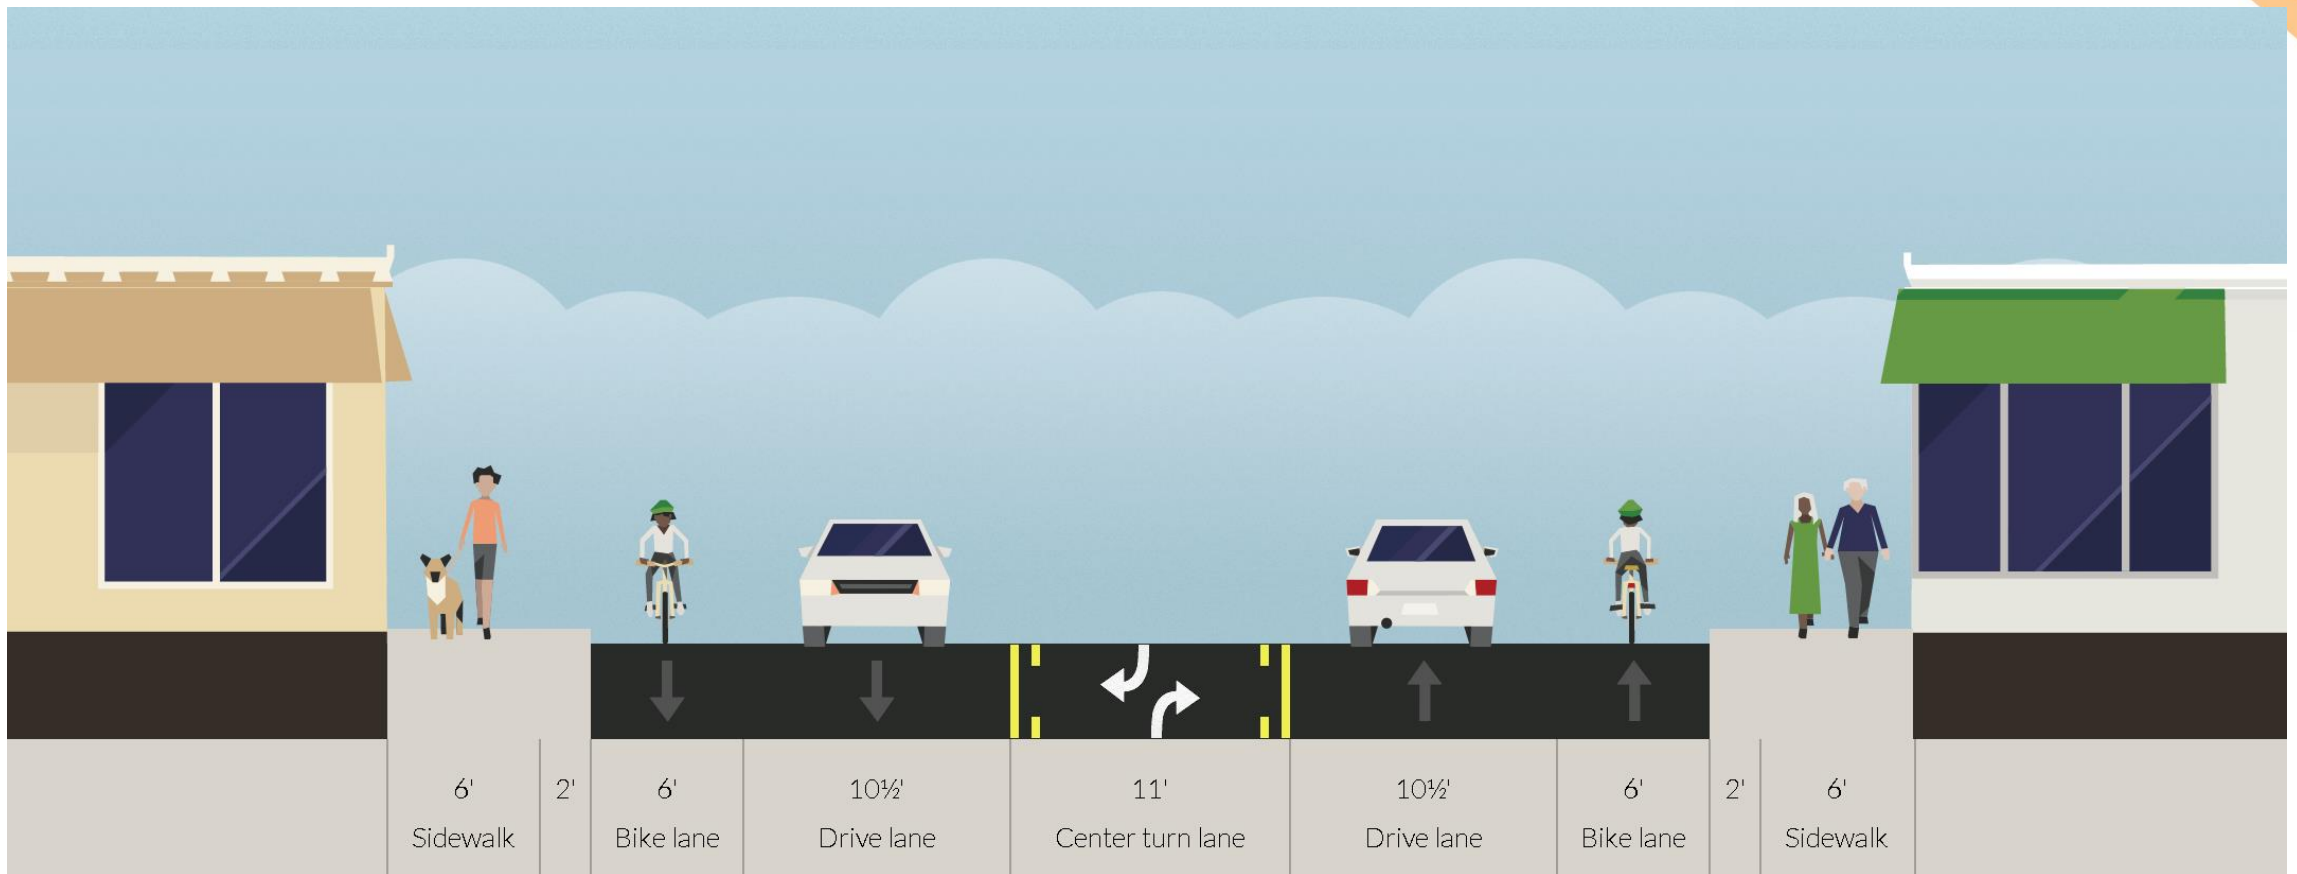 6' 2' 6' 10½' 11' 10½' 6' 2' 6'
Sidewalk Bike lane Drive lane Center turn lane Drive lane Bike lane Sidewalk